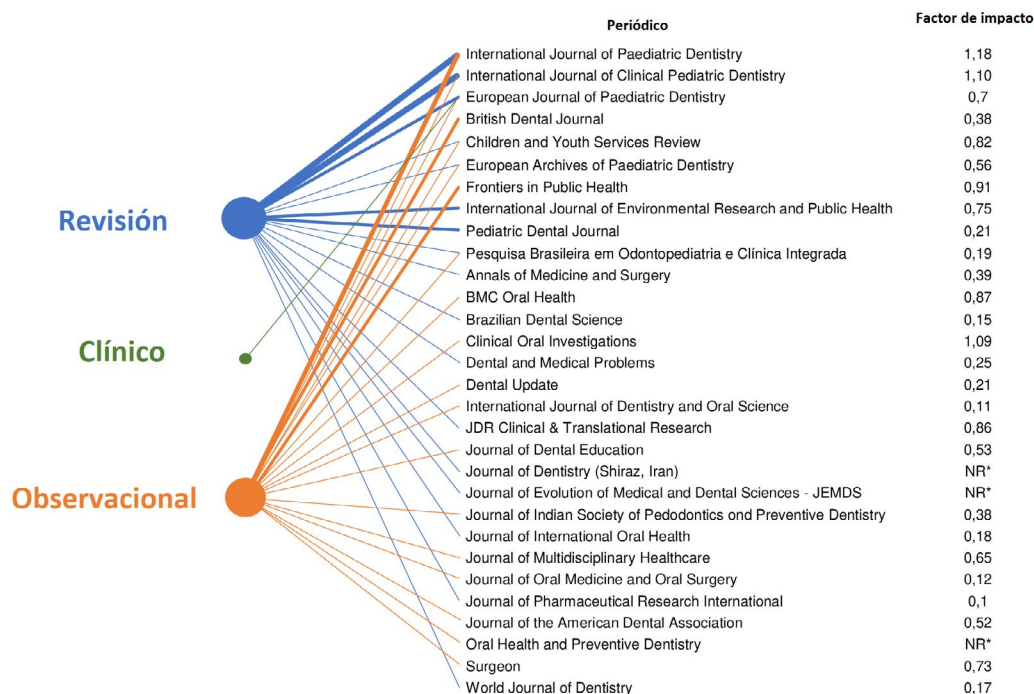 Periódico Factor de impacto
International Journal of Paediatric Dentistry 1,18
International Journal of Clinical Pediatric Dentistry 1,10
European Journal of Paediatric Dentistry 0,7
British Dental Journal 0,38
Children and Youth Services Review 0,82
European Archives of Paediatric Dentistry 0,56
Frontiers in Public Health 0,91
International Journal of Environmental Research and Public Health 0,75
Revisión
Pediatric Dental Journal 0,21
Pesquisa Brasileira em Odontopediatria e Clínica Integrada 0,19
Annals of Medicine and Surgery 0,39
BMC Oral Health 0,87
Brazilian Dental Science 0,15
Clinical Oral Investigations 1,09
Clínico
Dental and Medical Problems 0,25
Dental Update 0,21
International Journal of Dentistry and Oral Science 0,11
JDR Clinical & Translational Research 0,86
Journal of Dental Education 0,53
Journal of Dentistry (Shiraz, Iran) NR*
Journal of Evolution of Medical and Dental Sciences - JEMDS NR*
Observacional
Journal of Indian Society of Pedodontics ond Preventive Dentistry 0,38
Journal of International Oral Health 0,18
Journal of Multidisciplinary Healthcare 0,65
Journal of Oral Medicine and Oral Surgery 0,12
Journal of Pharmaceutical Research International 0,1
Journal of the American Dental Association 0,52
Oral Health and Preventive Dentistry NR*
Surgeon 0,73
World Journal of Dentistry 0,17